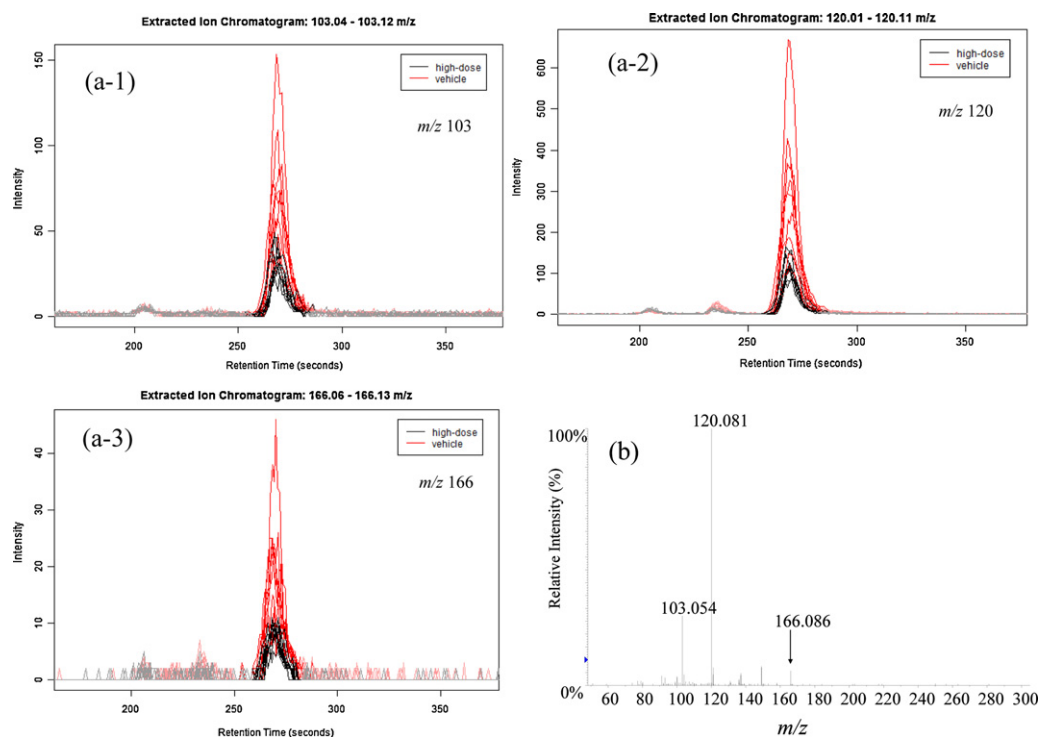 Extracted Ion Chromatogram: 103.04 - 103.12 m/z
(a-1)
high-dose
vehicle
m/z 103
Intensity
150
100
50
0
200 250 300 350
Retention Time (seconds)
Extracted Ion Chromatogram: 120.01 - 120.11 m/z
(a-2)
high-dose
vehicle
m/z 120
Intensity
600
500
400
300
200
100
0
200 250 300 350
Retention Time (seconds)
Extracted Ion Chromatogram: 166.06 - 166.13 m/z
(a-3)
high-dose
vehicle
m/z 166
Intensity
40
30
20
10
0
200 250 300 350
Retention Time (seconds)
(b)
120.081
100%
Relative Intensity (%)
103.054
166.086
0%
60 80 100 120 140 160 180 200 220 240 260 280 300
m/z